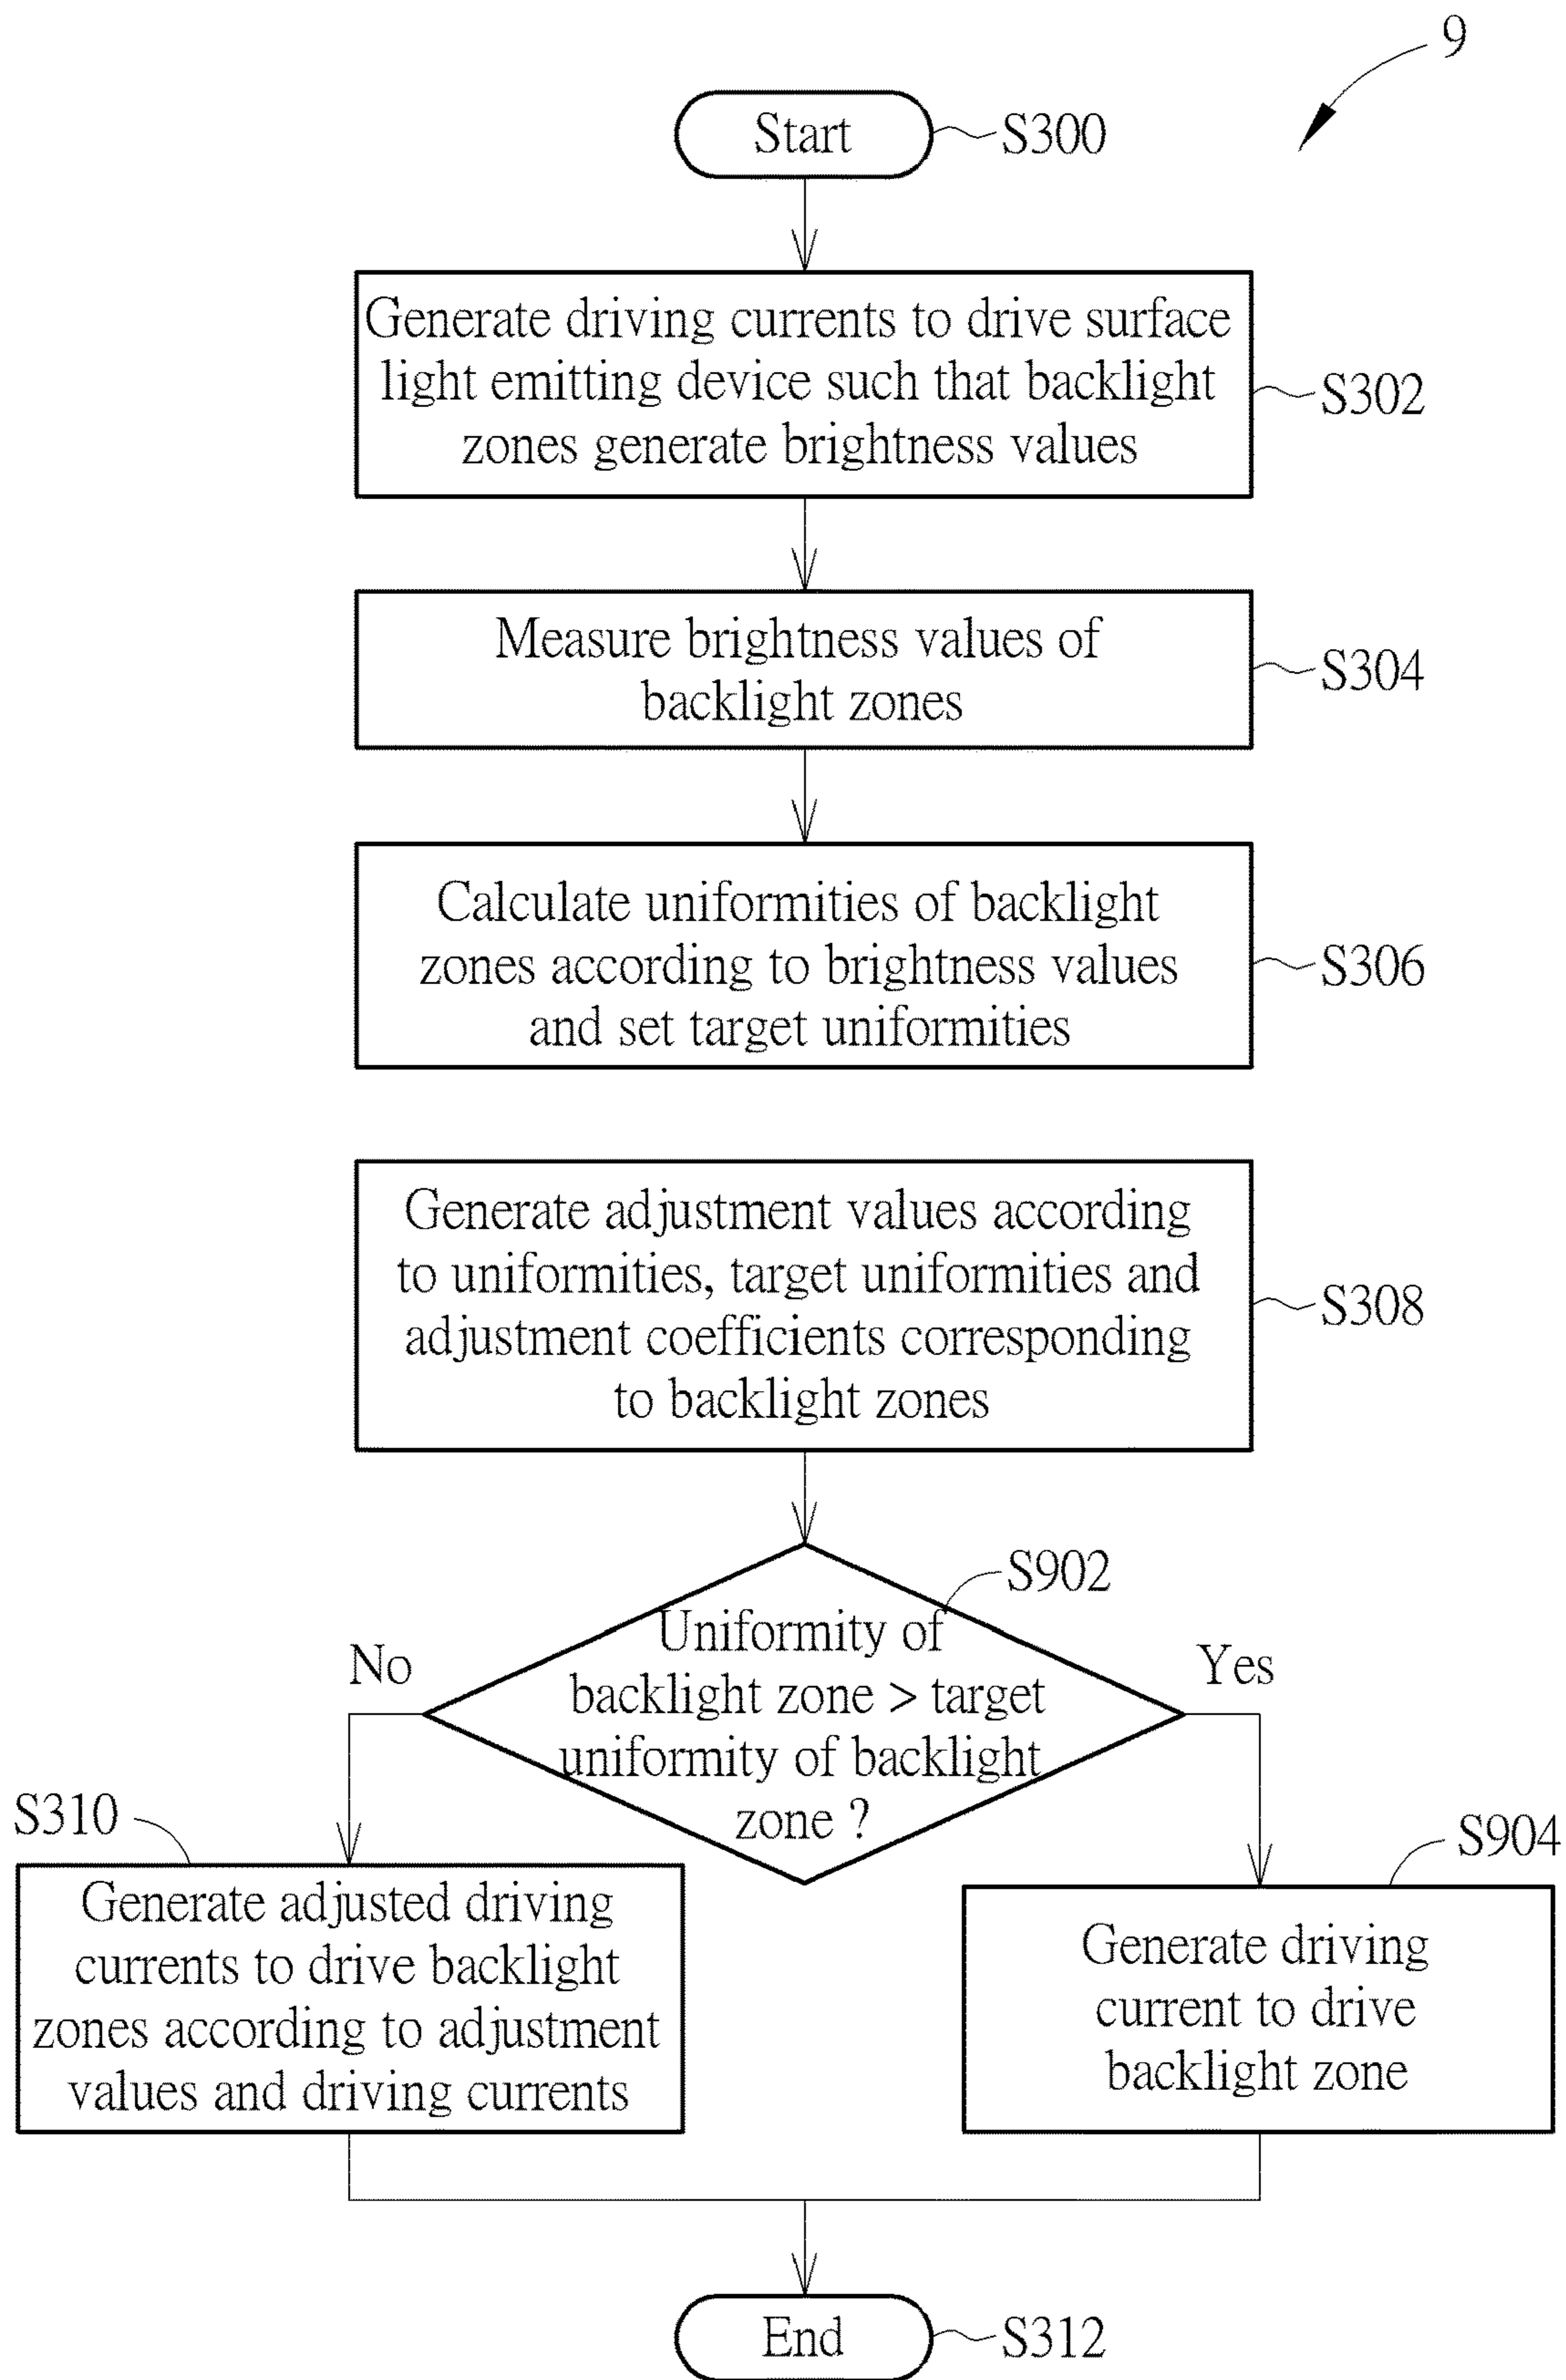 9
Start
S300
Generate driving currents to drive surface
light emitting device such that backlight
zones generate brightness values
S302
Measure brightness values of
backlight zones
S304
Calculate uniformities of backlight
zones according to brightness values
and set target uniformities
S306
Generate adjustment values according
to uniformities, target uniformities and
adjustment coefficients corresponding
to backlight zones
S308
S902
Uniformity of
backlight zone > target
uniformity of backlight
zone ?
No
Yes
S310
Generate adjusted driving
currents to drive backlight
zones according to adjustment
values and driving currents
S904
Generate driving
current to drive
backlight zone
End
S312